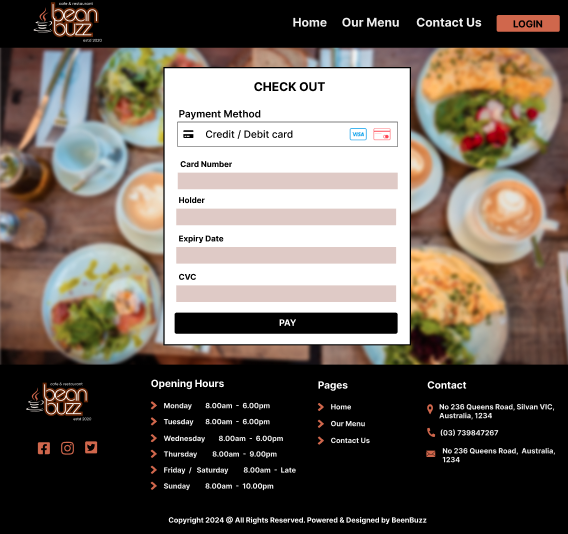 cafe & restaurant
bean
buzz
estd 2020
Home Our Menu Contact Us LOGIN
CHECK OUT
Payment Method
Credit / Debit card VISA
Card Number
Holder
Expiry Date
CVC
PAY
cafe & restaurant
bean
buzz
estd 2020
Opening Hours
Monday 8.00am - 6.00pm
Tuesday 8.00am - 6.00pm
Wednesday 8.00am - 6.00pm
Thursday 8.00am - 9.00pm
Friday / Saturday 8.00am - Late
Sunday 8.00am - 10.00pm
Pages
Home
Our Menu
Contact Us
Contact
No 236 Queens Road, Silvan VIC,
Australia, 1234
(03) 739847267
No 236 Queens Road, Australia,
1234
Copyright 2024 @ All Rights Reserved. Powered & Designed by BeenBuzz